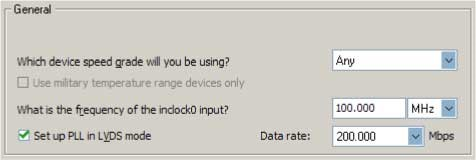 General
Which device speed grade will you be using? Any
Use military temperature range devices only
What is the frequency of the inclock0 input? 100.000 MHz
Set up PLL in LVDS mode Data rate: 200.000 Mbps